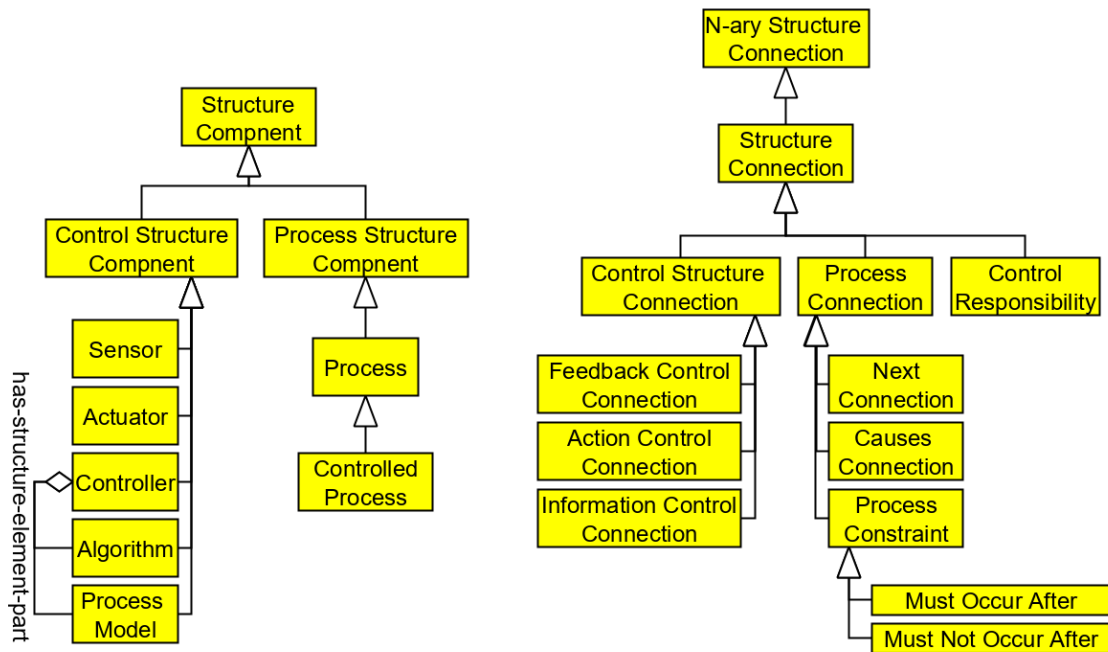 Structure
Compnent
Control Structure
Compnent
Process Structure
Compnent
Sensor
Actuator
Controller
Algorithm
Process
Model
has-structure-element-part
Process
Controlled
Process
N-ary Structure
Connection
Structure
Connection
Control Structure
Connection
Process
Connection
Control
Responsibility
Feedback Control
Connection
Action Control
Connection
Information Control
Connection
Next
Connection
Causes
Connection
Process
Constraint
Must Occur After
Must Not Occur After